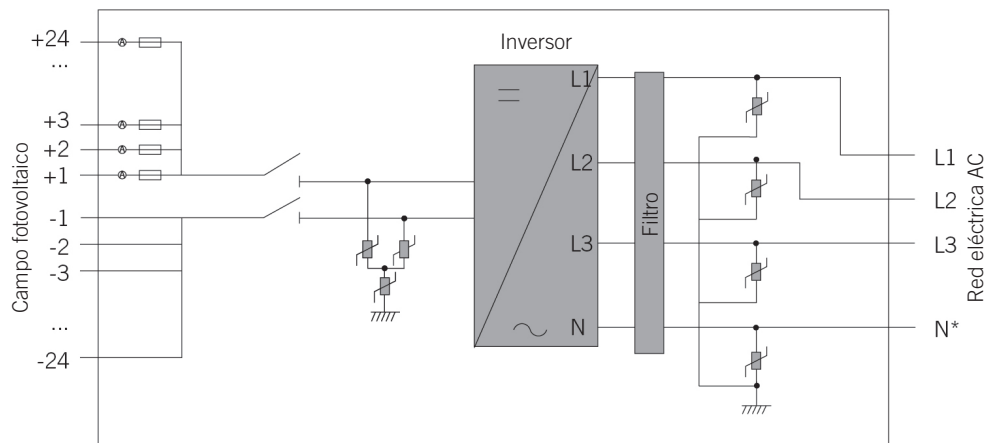 Campo fotovoltaico
+24
...
+3
+2
+1
-1
-2
-3
...
-24
A
A
A
A
Inversor
L1
L2
L3
N
Filtro
L1
L2
L3
N*
Red eléctrica AC